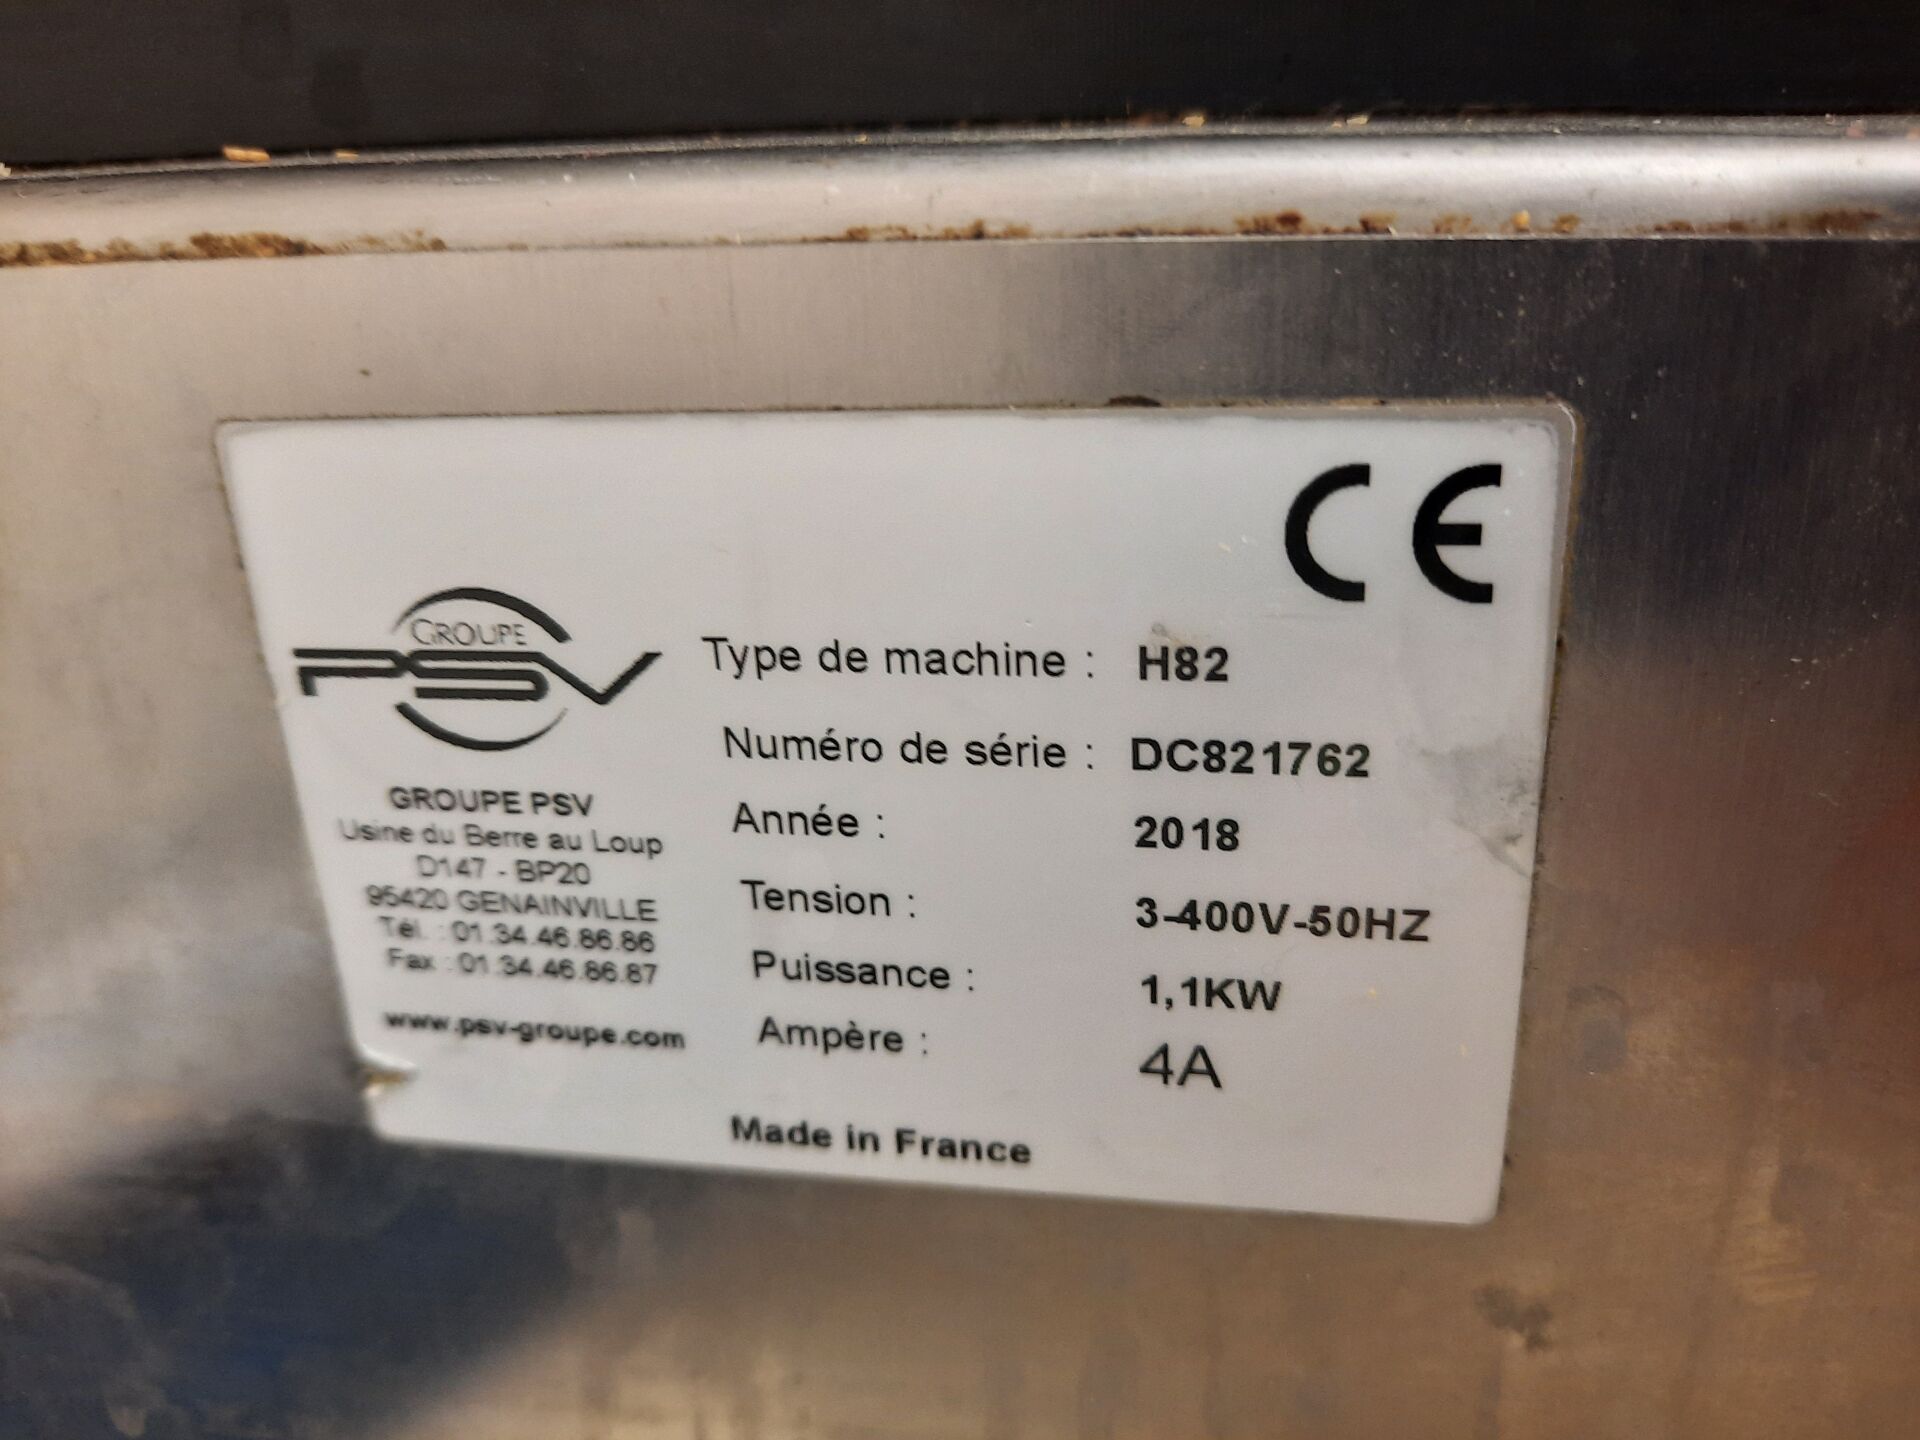 CE
GROUPE
PSV
GROUPE PSV
Usine du Berre au Loup
D147 - BP20
95420 GENAINVILLE
Tél. : 01.34.46.86.86
Fax : 01.34.46.86.87
www.psv-groupe.com
Type de machine : H82
Numéro de série : DC821762
Année : 2018
Tension : 3-400V-50HZ
Puissance : 1,1KW
Ampère : 4A
Made in France